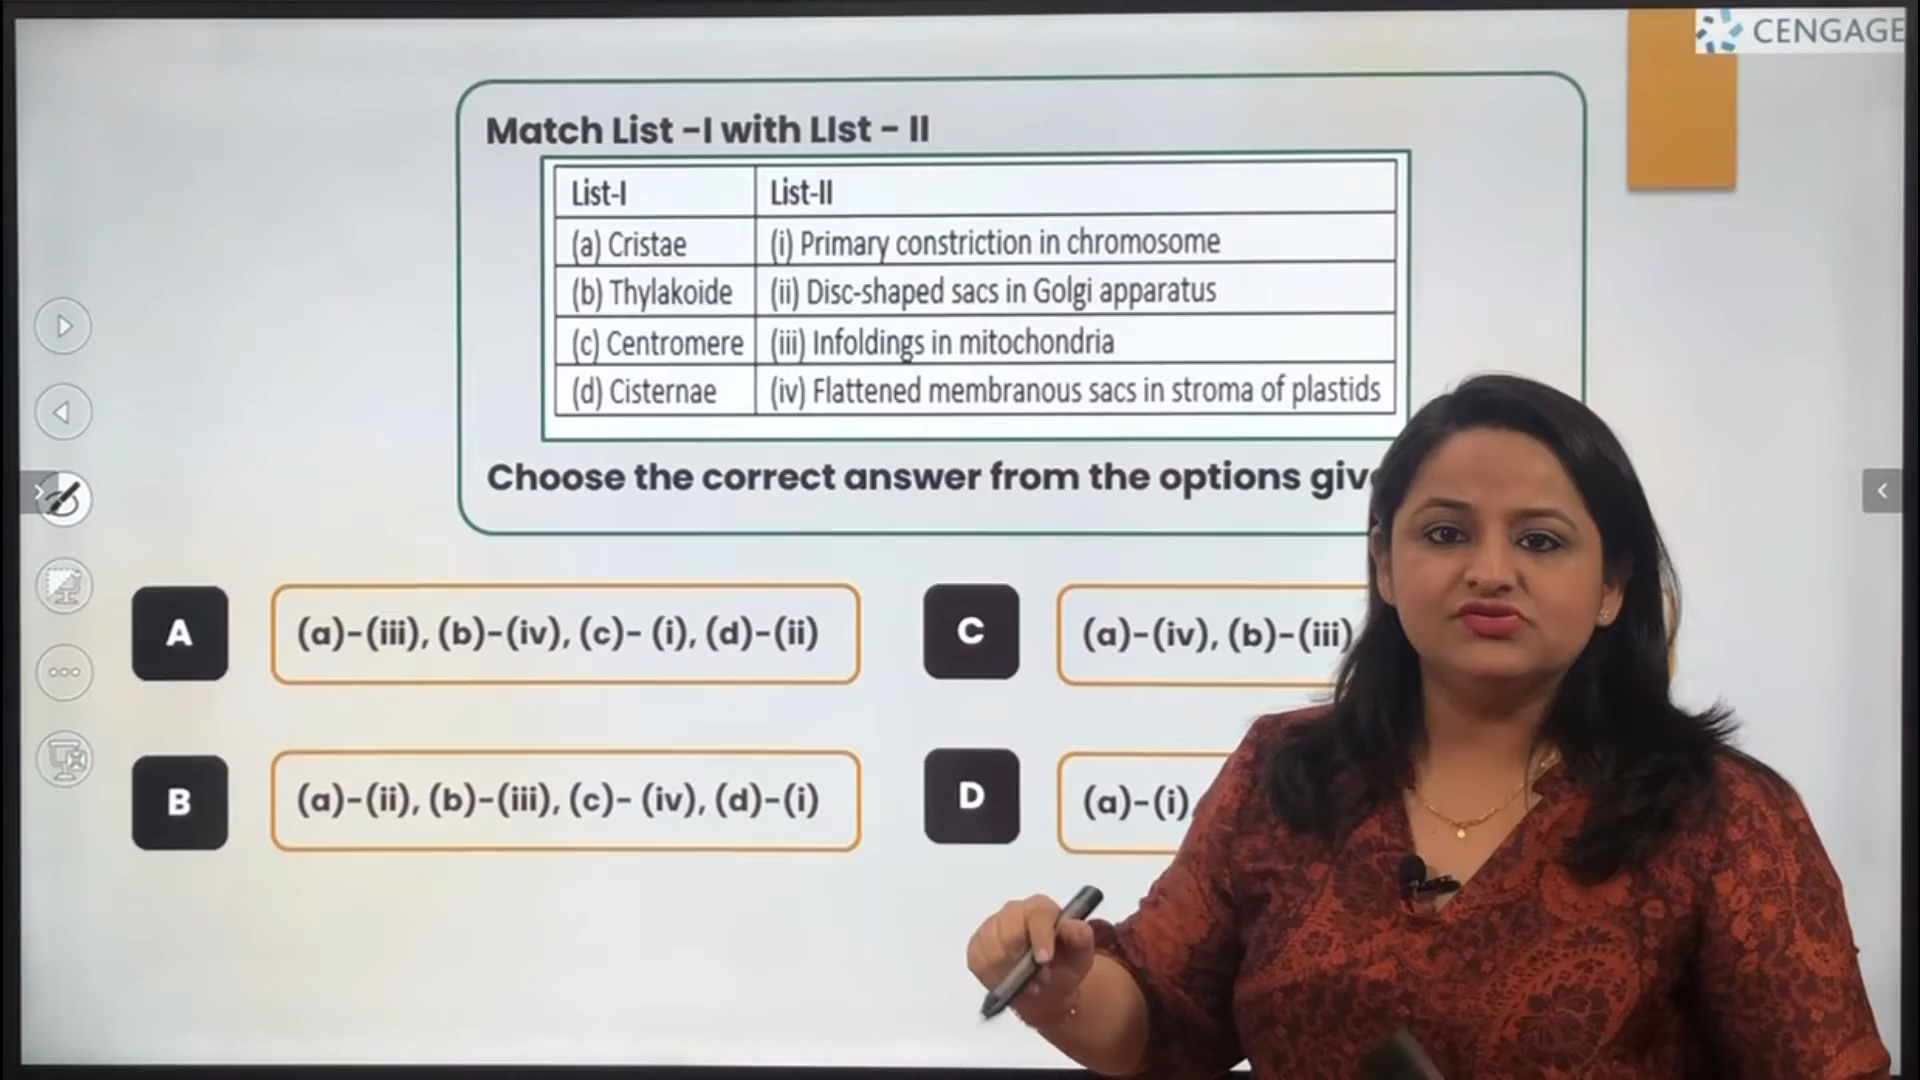 CENGAGE
Match List -I with LIst - II
List-I List-II
(a) Cristae (i) Primary constriction in chromosome
(b) Thylakoide (ii) Disc-shaped sacs in Golgi apparatus
(c) Centromere (iii) Infoldings in mitochondria
(d) Cisternae (iv) Flattened membranous sacs in stroma of plastids
Choose the correct answer from the options
A (a)-(iii), (b)-(iv), (c)- (i), (d)-(ii)
C (a)-(iv), (b)-(iii)
B (a)-(ii), (b)-(iii), (c)- (iv), (d)-(i)
D (a)-(i)